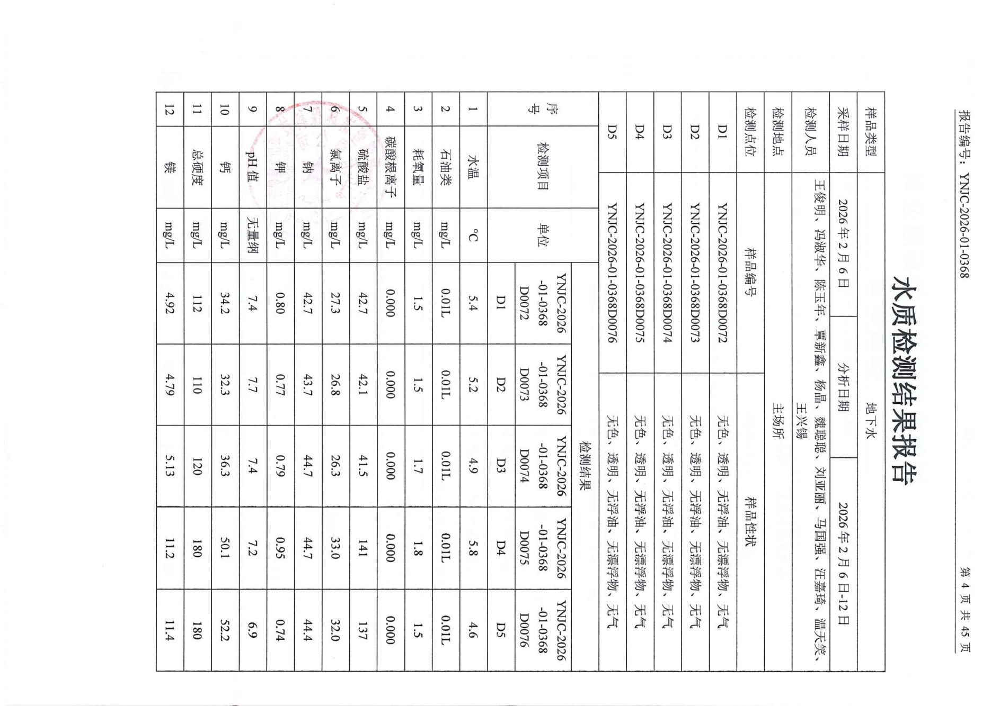 报告编号：YNJC-2026-01-0368 第 4 页 共 45 页
水质检测结果报告
样品类型 地下水
采样日期 2026 年 2 月 6 日 分析日期 2026 年 2 月 6 日-12 日
检测人员 王俊明、冯淑华、陈玉年、覃新鑫、杨晶、魏聪聪、刘亚丽、马国强、汪嘉琦、温天笑、
王兴锡
检测地点 主场所
检测点位 样品编号 样品性状
D1 YNJC-2026-01-0368D0072 无色、透明、无浮油、无漂浮物、无气
D2 YNJC-2026-01-0368D0073 无色、透明、无浮油、无漂浮物、无气
D3 YNJC-2026-01-0368D0074 无色、透明、无浮油、无漂浮物、无气
D4 YNJC-2026-01-0368D0075 无色、透明、无浮油、无漂浮物、无气
D5 YNJC-2026-01-0368D0076 无色、透明、无浮油、无漂浮物、无气
序号 检测项目 单位 检测结果
YNJC-2026 YNJC-2026 YNJC-2026 YNJC-2026 YNJC-2026
-01-0368 -01-0368 -01-0368 -01-0368 -01-0368
D0072 D0073 D0074 D0075 D0076
D1 D2 D3 D4 D5
1 水温 °C 5.4 5.2 4.9 5.8 4.6
2 石油类 mg/L 0.01L 0.01L 0.01L 0.01L 0.01L
3 耗氧量 mg/L 1.5 1.5 1.7 1.8 1.5
4 碳酸根离子 mg/L 0.000 0.000 0.000 0.000 0.000
5 硫酸盐 mg/L 42.7 42.1 41.5 141 137
6 氯离子 mg/L 27.3 26.8 26.3 33.0 32.0
7 钠 mg/L 42.7 43.7 44.7 44.7 44.4
8 钾 mg/L 0.80 0.77 0.79 0.95 0.74
9 pH 值 无量纲 7.4 7.7 7.4 7.2 6.9
10 钙 mg/L 34.2 32.3 36.3 50.1 52.2
11 总硬度 mg/L 112 110 120 180 180
12 镁 mg/L 4.92 4.79 5.13 11.2 11.4